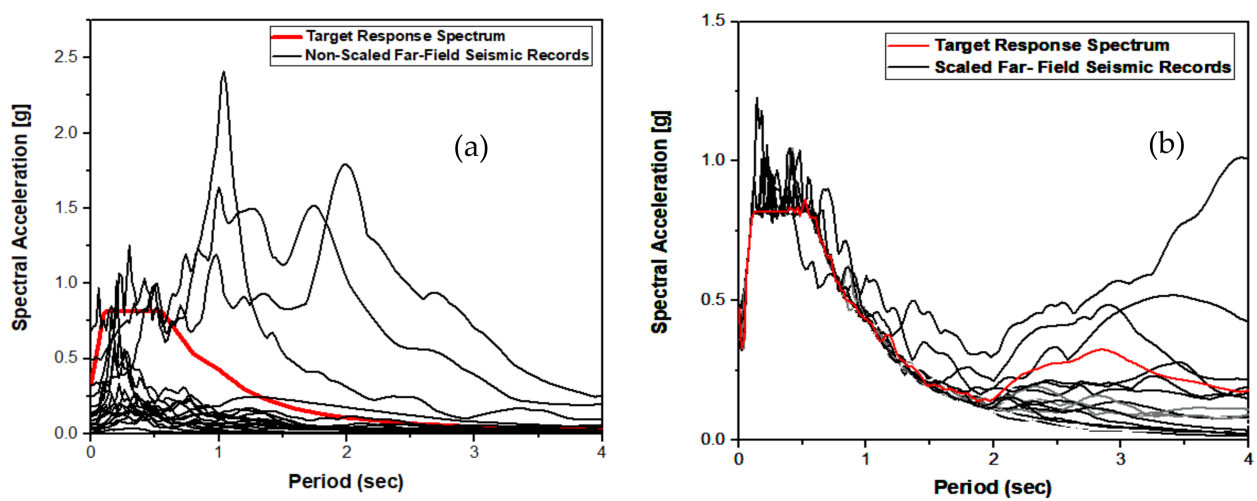 Target Response Spectrum
Non-Scaled Far-Field Seismic Records
(a)
Spectral Acceleration [g]
2.5
2.0
1.5
1.0
0.5
0.0
0 1 2 3 4
Period (sec)
Target Response Spectrum
Scaled Far- Field Seismic Records
(b)
Spectral Acceleration [g]
1.5
1.0
0.5
0.0
0 1 2 3 4
Period (sec)